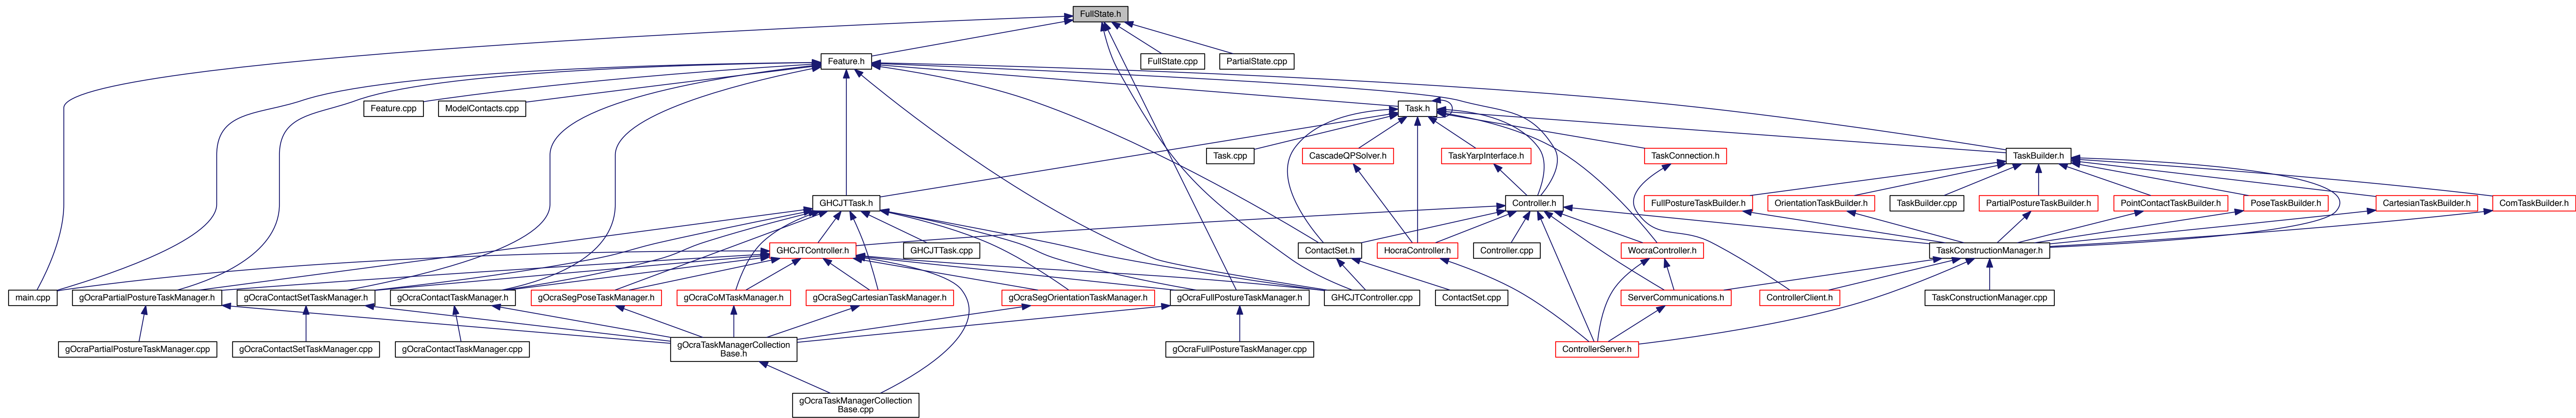 FullState.h
Feature.h
FullState.cpp
PartialState.cpp
Feature.cpp
ModelContacts.cpp
Task.h
Task.cpp
CascadeQPSolver.h
TaskYarpInterface.h
TaskConnection.h
TaskBuilder.h
GHCJTTask.h
Controller.h
FullPostureTaskBuilder.h
OrientationTaskBuilder.h
TaskBuilder.cpp
PartialPostureTaskBuilder.h
PointContactTaskBuilder.h
PoseTaskBuilder.h
CartesianTaskBuilder.h
ComTaskBuilder.h
GHCJTController.h
GHCJTTask.cpp
ContactSet.h
HocraController.h
Controller.cpp
WocraController.h
TaskConstructionManager.h
main.cpp
gOcraPartialPostureTaskManager.h
gOcraContactSetTaskManager.h
gOcraContactTaskManager.h
gOcraSegPoseTaskManager.h
gOcraCoMTaskManager.h
gOcraSegCartesianTaskManager.h
gOcraSegOrientationTaskManager.h
gOcraFullPostureTaskManager.h
GHCJTController.cpp
ContactSet.cpp
ServerCommunications.h
ControllerClient.h
TaskConstructionManager.cpp
gOcraPartialPostureTaskManager.cpp
gOcraContactSetTaskManager.cpp
gOcraContactTaskManager.cpp
gOcraTaskManagerCollection
Base.h
gOcraFullPostureTaskManager.cpp
ControllerServer.h
gOcraTaskManagerCollection
Base.cpp